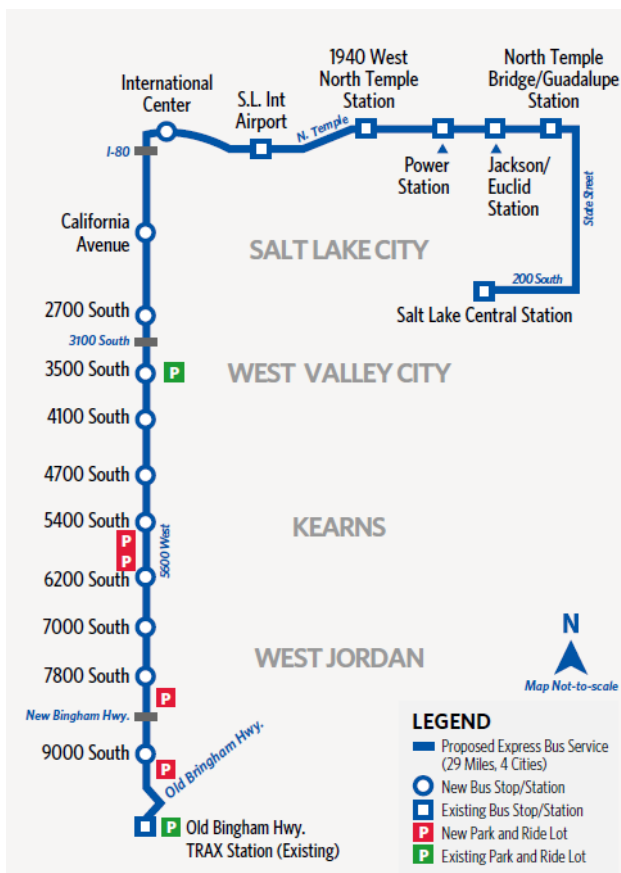 1940 West
North Temple
Station
North Temple
Bridge/Guadalupe
Station
International
Center
S.L. Int
Airport
N. Temple
I-80
Power
Station
Jackson/
Euclid
Station
State Street
California
Avenue
SALT LAKE CITY
200 South
Salt Lake Central Station
2700 South
3100 South
3500 South
P
WEST VALLEY CITY
4100 South
4700 South
5400 South
P
P
5600 West
KEARNS
6200 South
7000 South
7800 South
WEST JORDAN
N
Map Not-to-scale
P
New Bingham Hwy.
9000 South
P
Old Bringham Hwy.
P
Old Bingham Hwy.
TRAX Station (Existing)
LEGEND
Proposed Express Bus Service
(29 Miles, 4 Cities)
New Bus Stop/Station
Existing Bus Stop/Station
P New Park and Ride Lot
P Existing Park and Ride Lot